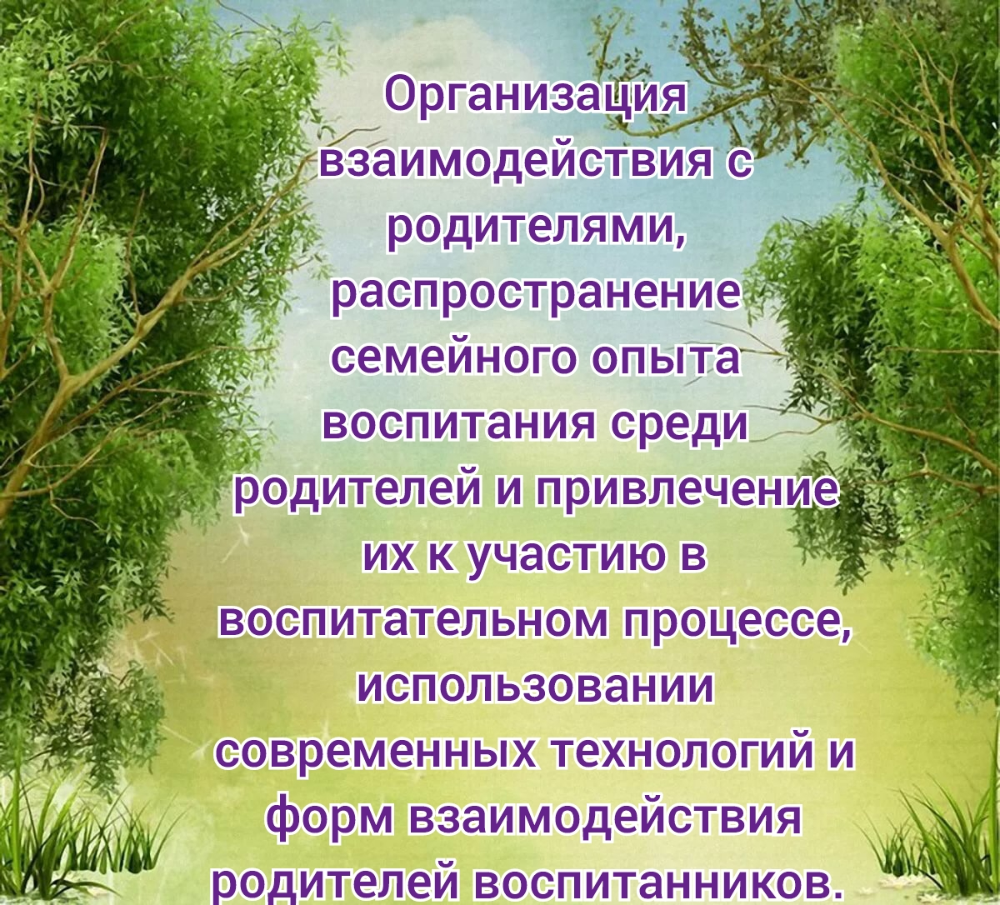 Организация
взаимодействия с
родителями,
распространение
семейного опыта
воспитания среди
родителей и привлечение
их к участию в
воспитательном процессе,
использовании
современных технологий и
форм взаимодействия
родителей воспитанников.